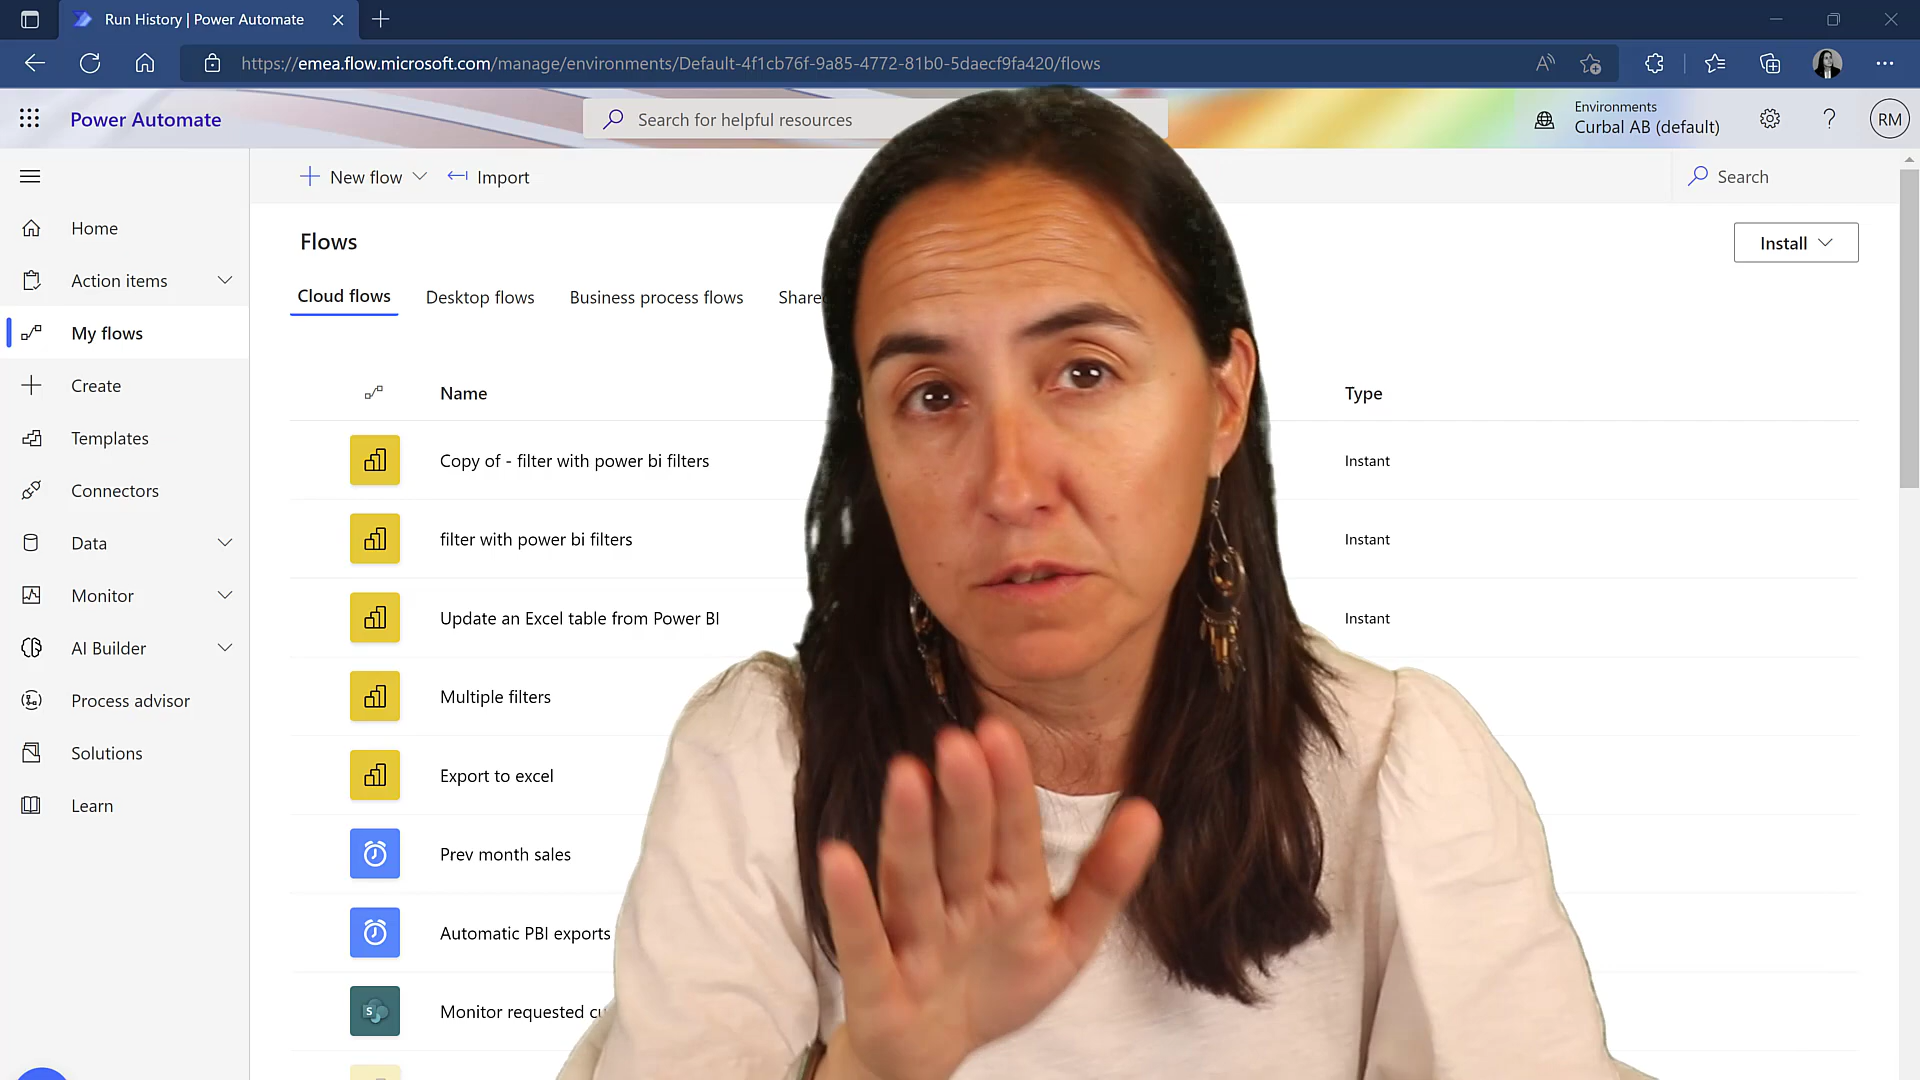 Run History | Power Automate
https://emea.flow.microsoft.com/manage/environments/Default-4f1cb76f-9a85-4772-81b0-5daecf9fa420/flows
Power Automate
Search for helpful resources
Environments
Curbal AB (default)
RM
New flow
Import
Search
Home
Action items
My flows
Create
Templates
Connectors
Data
Monitor
AI Builder
Process advisor
Solutions
Learn
Flows
Install
Cloud flows
Desktop flows
Business process flows
Name
Type
Copy of - filter with power bi filters
Instant
filter with power bi filters
Instant
Update an Excel table from Power BI
Instant
Multiple filters
Export to excel
Prev month sales
Automatic PBI exports
Monitor requested